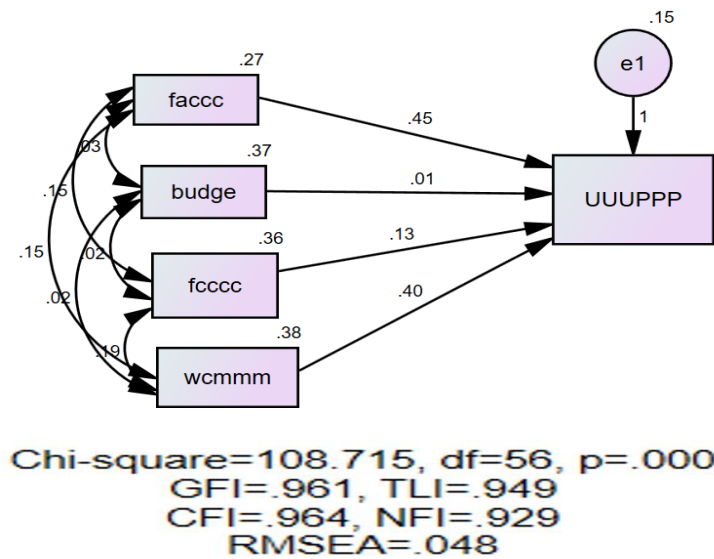 .15
e1
.27
faccc
1
.45
.03
.37
budge
.01
UUUPPP
.15
.36
fcccc
.13
.15
.02
.40
.02
.38
.19
wcmmm
Chi-square=108.715, df=56, p=.000
GFI=.961, TLI=.949
CFI=.964, NFI=.929
RMSEA=.048